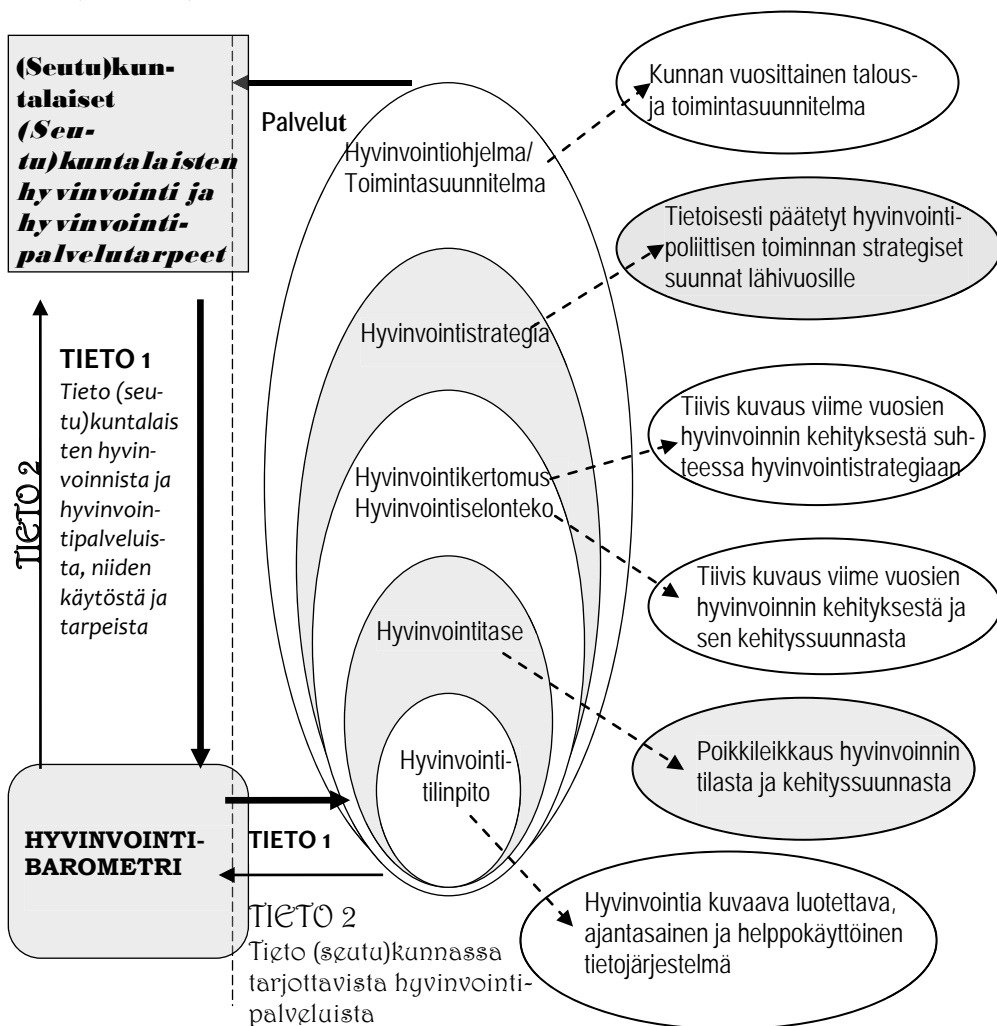 (Seutu)kun-
talaiset
(Seu-
tu)kuntalaisten
hyvinvointi ja
hyvinvointi-
palvelutarpeet
Palvelut
TIETO 1
Tieto (seu-
tu)kuntalais
ten hyvin-
voinnista ja
hyvinvoin-
tipalveluis-
ta, niiden
käytöstä ja
tarpeista
TIETO 2
HYVINVOINTI-
BAROMETRI
TIETO 1
TIETO 2
Tieto (seutu)kunnassa
tarjottavista hyvinvointi-
palveluista
Hyvinvointiohjelma/
Toimintasuunnitelma
Hyvinvointistrategia
Hyvinvointikertomus
Hyvinvointiselonteko
Hyvinvointitase
Hyvinvointi-
tilinpito
Kunnan vuosittainen talous-
ja toimintasuunnitelma
Tietoisesti päätetyt hyvinvointi-
poliittisen toiminnan strategiset
suunnat lähivuosille
Tiivis kuvaus viime vuosien
hyvinvoinnin kehityksestä suh-
teessa hyvinvointistrategiaan
Tiivis kuvaus viime vuosien
hyvinvoinnin kehityksestä ja
sen kehityssuunnasta
Poikkileikkaus hyvinvoinnin
tilasta ja kehityssuunnasta
Hyvinvointia kuvaava luotettava,
ajantasainen ja helppokäyttöinen
tietojärjestelmä